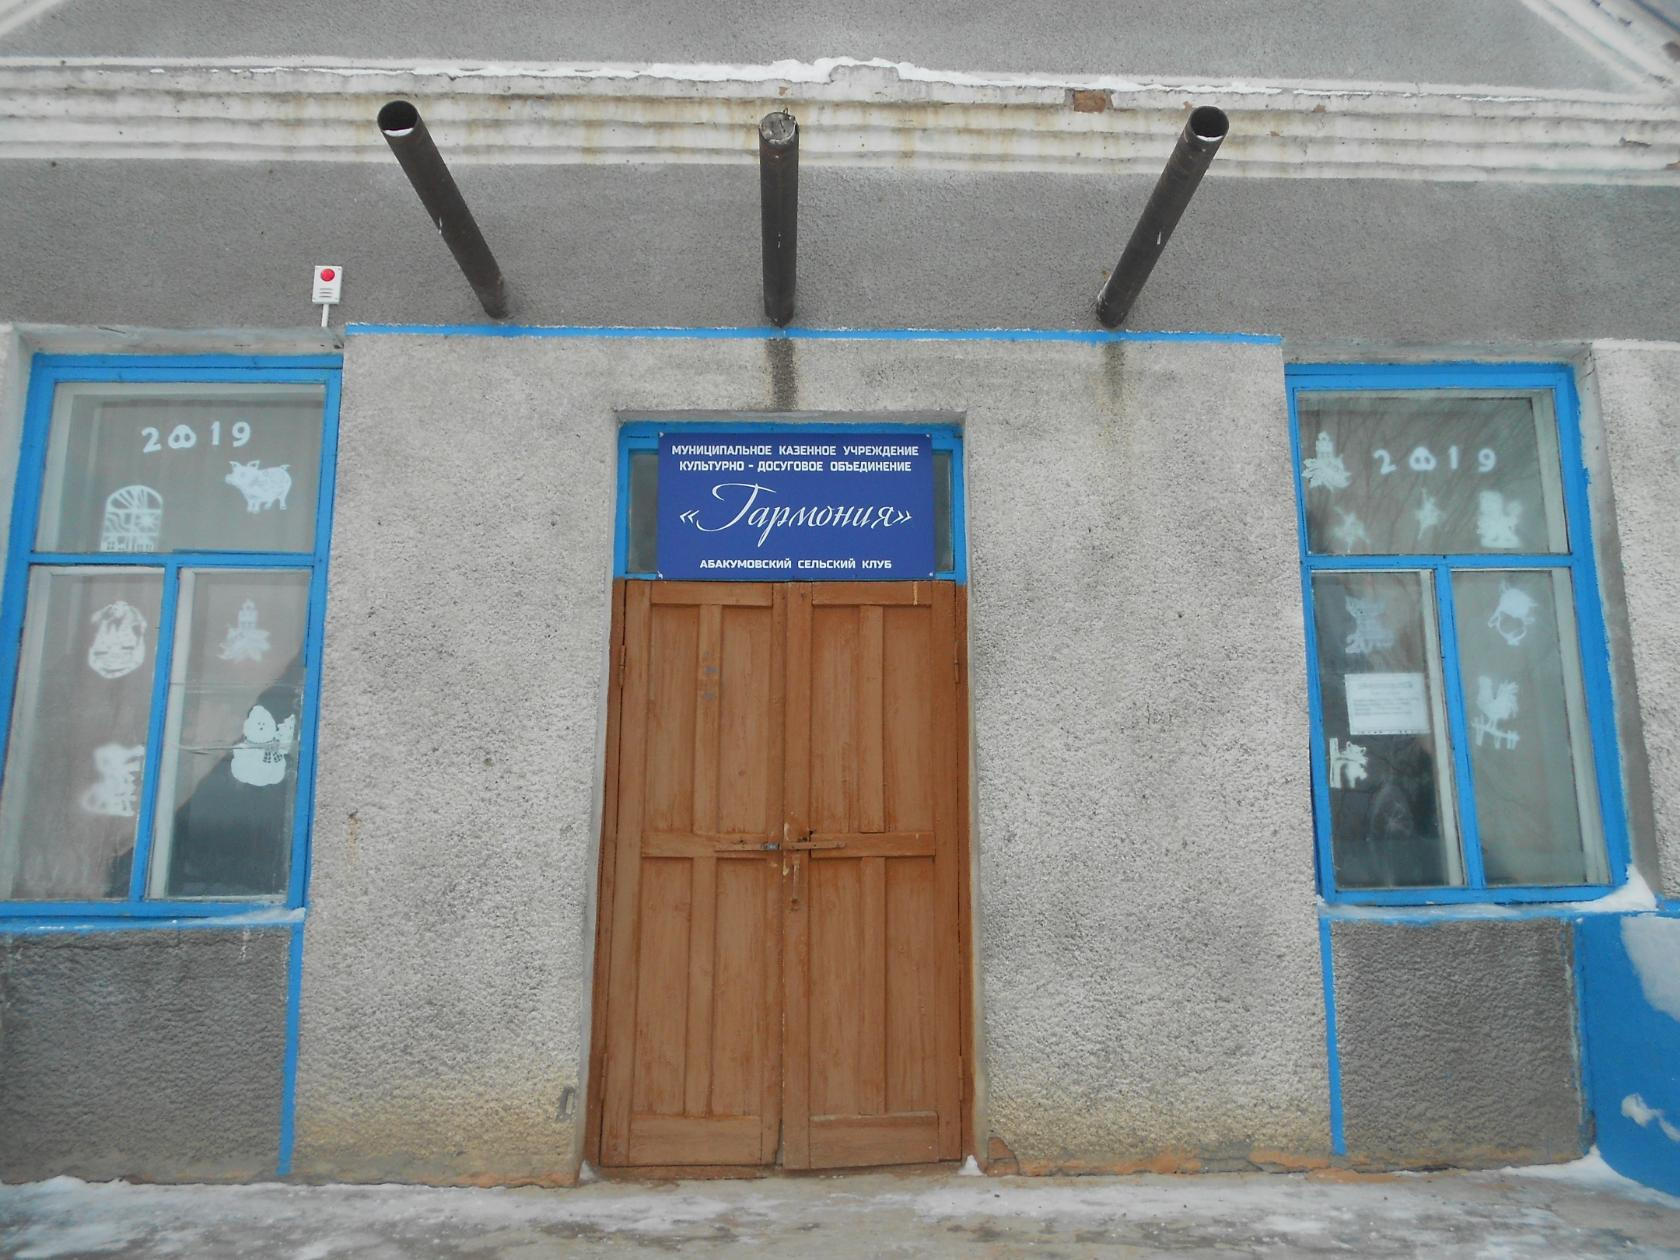 МУНИЦИПАЛЬНОЕ КАЗЕННОЕ УЧРЕЖДЕНИЕ
КУЛЬТУРНО - ДОСУГОВОЕ ОБЪЕДИНЕНИЕ
«Гармония»
АБАКУМОВСКИЙ СЕЛЬСКИЙ КЛУБ
2019
2019